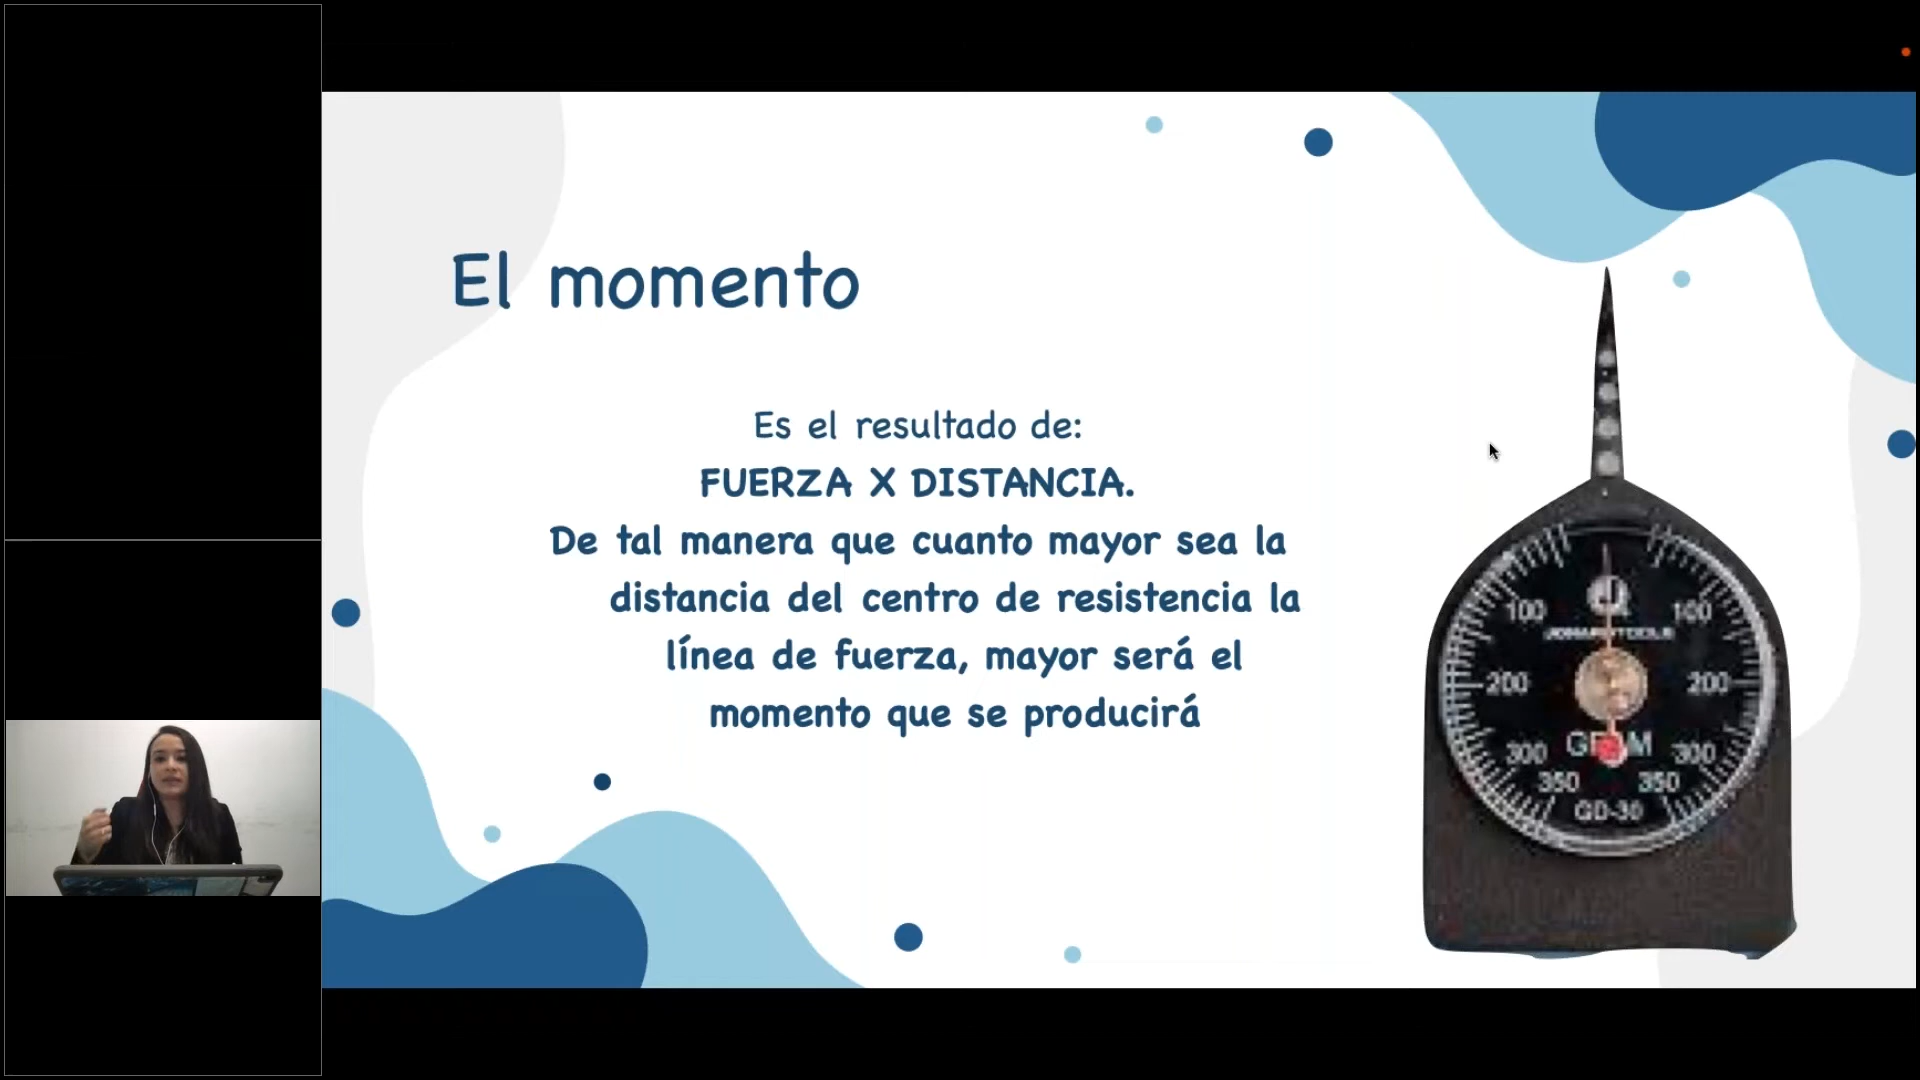 El momento
Es el resultado de:
FUERZA X DISTANCIA.
De tal manera que cuanto mayor sea la
distancia del centro de resistencia la
línea de fuerza, mayor será el
momento que se producirá
100 100
200 200
300 300
350 350
GD-30